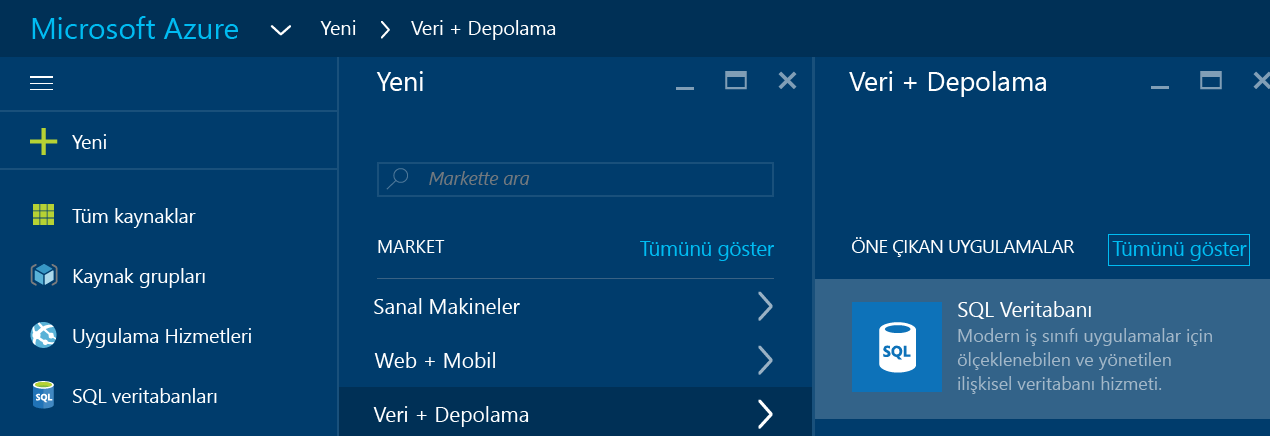 Microsoft Azure
Yeni
Veri + Depolama
Yeni
Tüm kaynaklar
Kaynak grupları
Uygulama Hizmetleri
SQL veritabanları
Yeni
Markette ara
MARKET
Tümünü göster
Sanal Makineler
Web + Mobil
Veri + Depolama
Veri + Depolama
ÖNE ÇIKAN UYGULAMALAR
Tümünü göster
SQL
SQL Veritabanı
Modern iş sınıfı uygulamalar için
ölçeklenebilen ve yönetilen
ilişkisel veritabanı hizmeti.